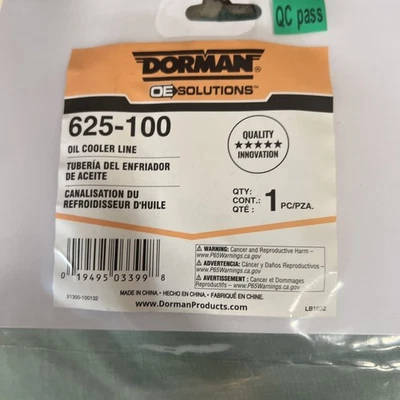 QC pass
DORMAN®
OE SOLUTIONS™
625-100
OIL COOLER LINE
TUBERÍA DEL ENFRIADOR
DE ACEITE
CANALISATION DU
REFROIDISSEUR D'HUILE
QUALITY
★★★★★
INNOVATION
QTY:
CONT.: 1 PC/PZA.
QTÉ :
0 19495 03399 8
⚠ WARNING: Cancer and Reproductive Harm –
www.P65Warnings.ca.gov
⚠ ADVERTENCIA: Cáncer y Daños Reproductivos –
www.P65Warnings.ca.gov
⚠ AVERTISSEMENT : Cancer et Dommages
Reproductifs – www.P65Warnings.ca.gov
MADE IN CHINA • HECHO EN CHINA • FABRIQUÉ EN CHINE.
www.DormanProducts.com